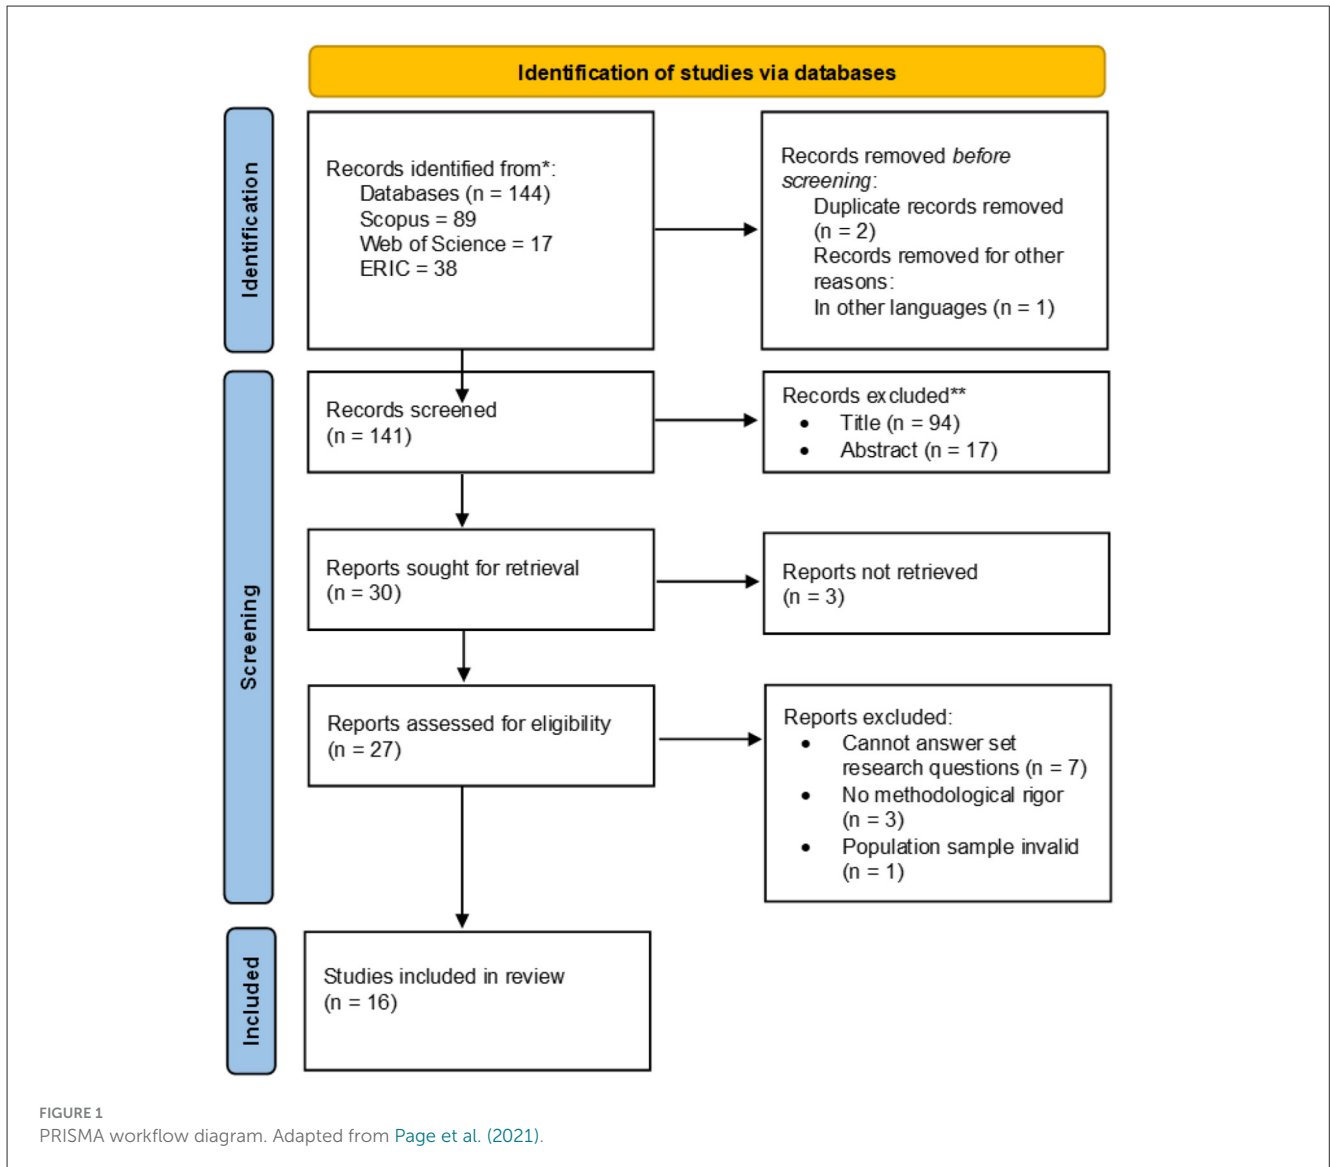 Identification of studies via databases
Identification
Records identified from*:
Databases (n = 144)
Scopus = 89
Web of Science = 17
ERIC = 38
Records removed before
screening:
Duplicate records removed
(n = 2)
Records removed for other
reasons:
In other languages (n = 1)
Screening
Records screened
(n = 141)
Records excluded**
• Title (n = 94)
• Abstract (n = 17)
Reports sought for retrieval
(n = 30)
Reports not retrieved
(n = 3)
Reports assessed for eligibility
(n = 27)
Reports excluded:
• Cannot answer set
research questions (n = 7)
• No methodological rigor
(n = 3)
• Population sample invalid
(n = 1)
Included
Studies included in review
(n = 16)
FIGURE 1
PRISMA workflow diagram. Adapted from Page et al. (2021).